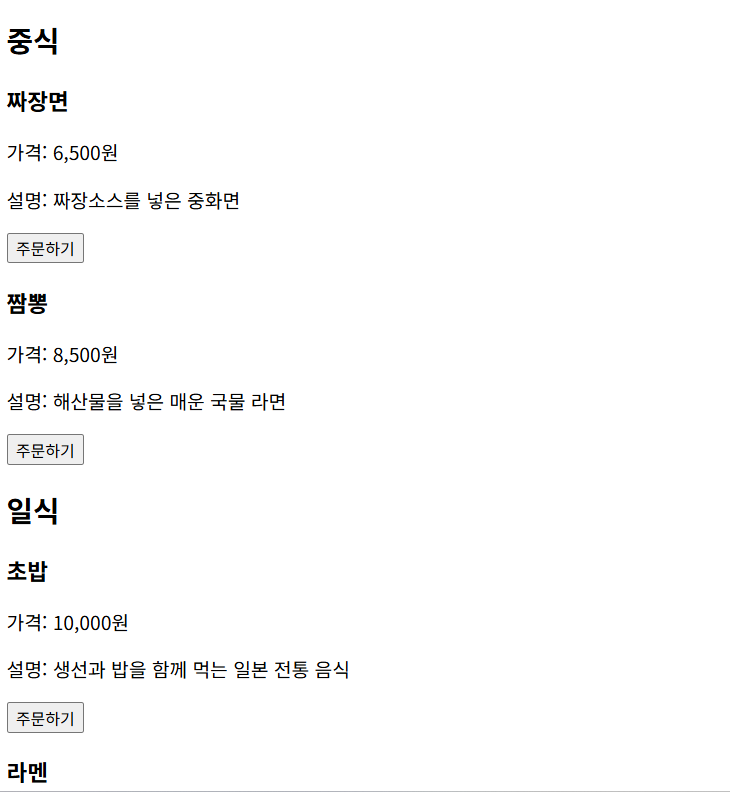 중식
짜장면
가격: 6,500원
설명: 짜장소스를 넣은 중화면
주문하기
짬뽕
가격: 8,500원
설명: 해산물을 넣은 매운 국물 라면
주문하기
일식
초밥
가격: 10,000원
설명: 생선과 밥을 함께 먹는 일본 전통 음식
주문하기
라멘